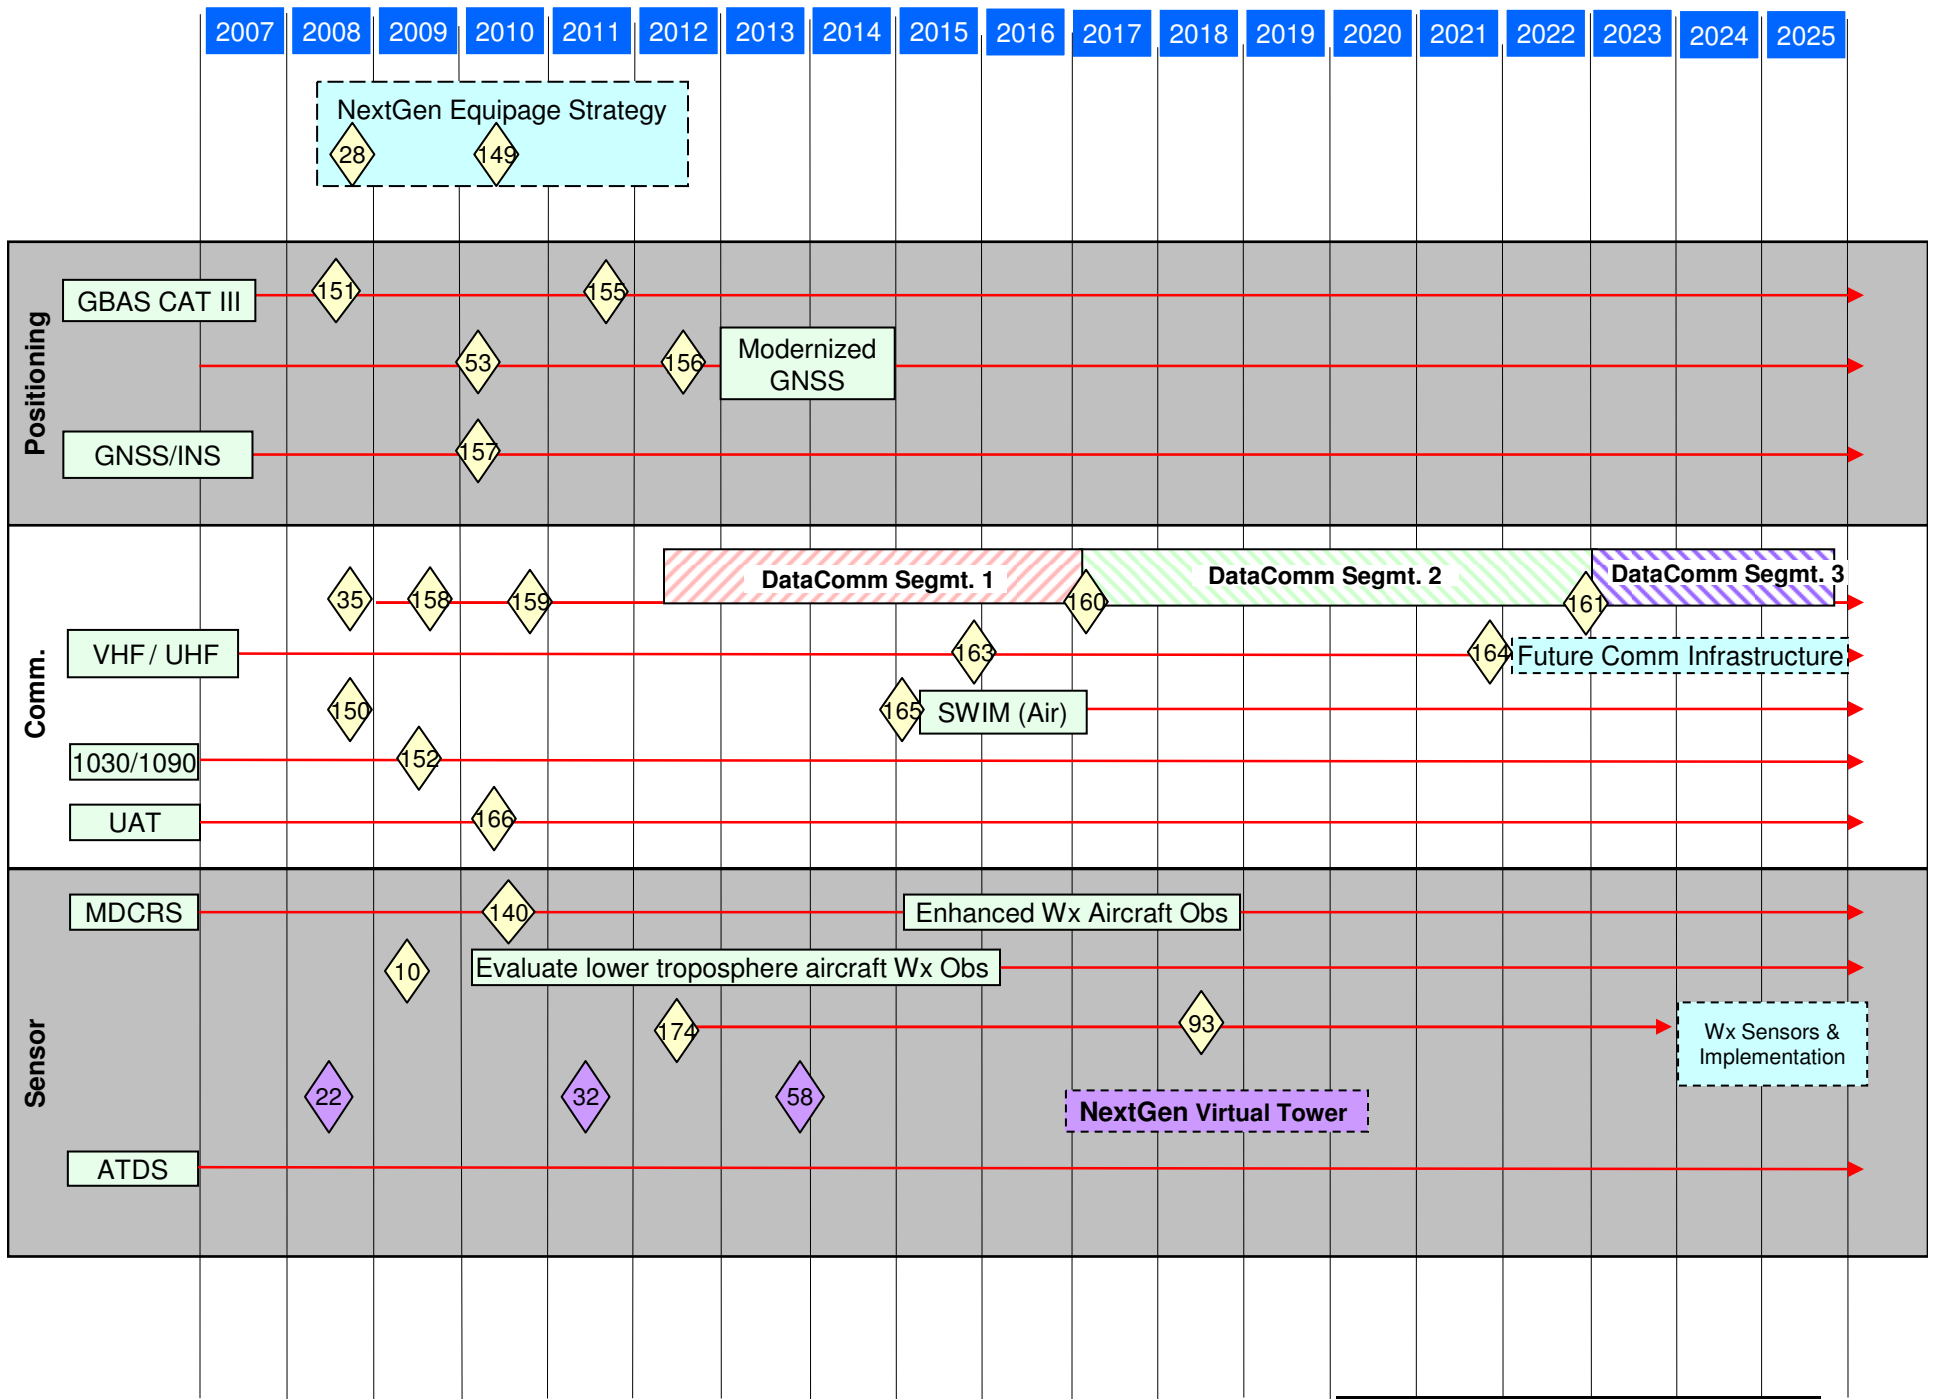 2007 2008 2009 2010 2011 2012 2013 2014 2015 2016 2017 2018 2019 2020 2021 2022 2023 2024 2025
NextGen Equipage Strategy
28 149
Positioning
GBAS CAT III 151 155
53 156 Modernized
GNSS
GNSS/INS 157
Comm.
DataComm Segmt. 1 DataComm Segmt. 2 DataComm Segmt. 3
35 158 159 160 161
VHF / UHF 163 164 Future Comm Infrastructure
150 165 SWIM (Air)
1030/1090 152
UAT 166
Sensor
MDCRS 140 Enhanced Wx Aircraft Obs
10 Evaluate lower troposphere aircraft Wx Obs
174 93 Wx Sensors &
Implementation
22 32 58 NextGen Virtual Tower
ATDS